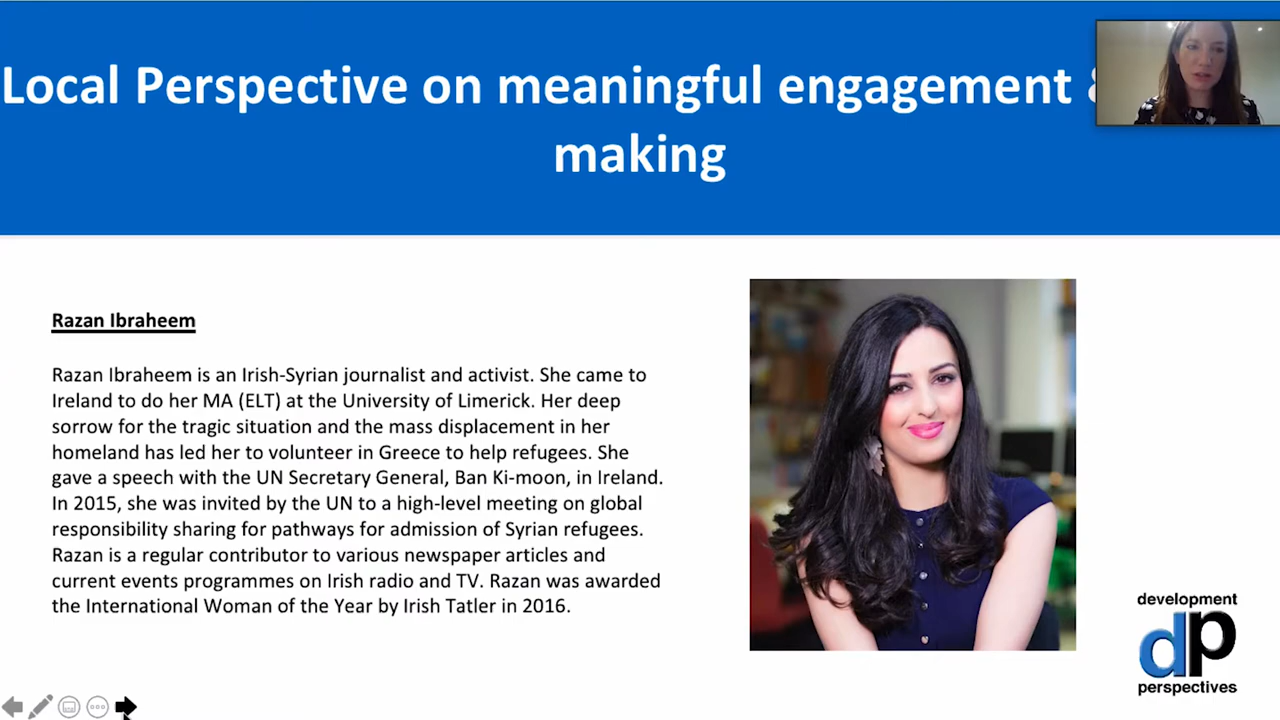 Local Perspective on meaningful engagement
making
Razan Ibraheem
Razan Ibraheem is an Irish-Syrian journalist and activist. She came to
Ireland to do her MA (ELT) at the University of Limerick. Her deep
sorrow for the tragic situation and the mass displacement in her
homeland has led her to volunteer in Greece to help refugees. She
gave a speech with the UN Secretary General, Ban Ki-moon, in Ireland.
In 2015, she was invited by the UN to a high-level meeting on global
responsibility sharing for pathways for admission of Syrian refugees.
Razan is a regular contributor to various newspaper articles and
current events programmes on Irish radio and TV. Razan was awarded
the International Woman of the Year by Irish Tatler in 2016.
development
dp
perspectives